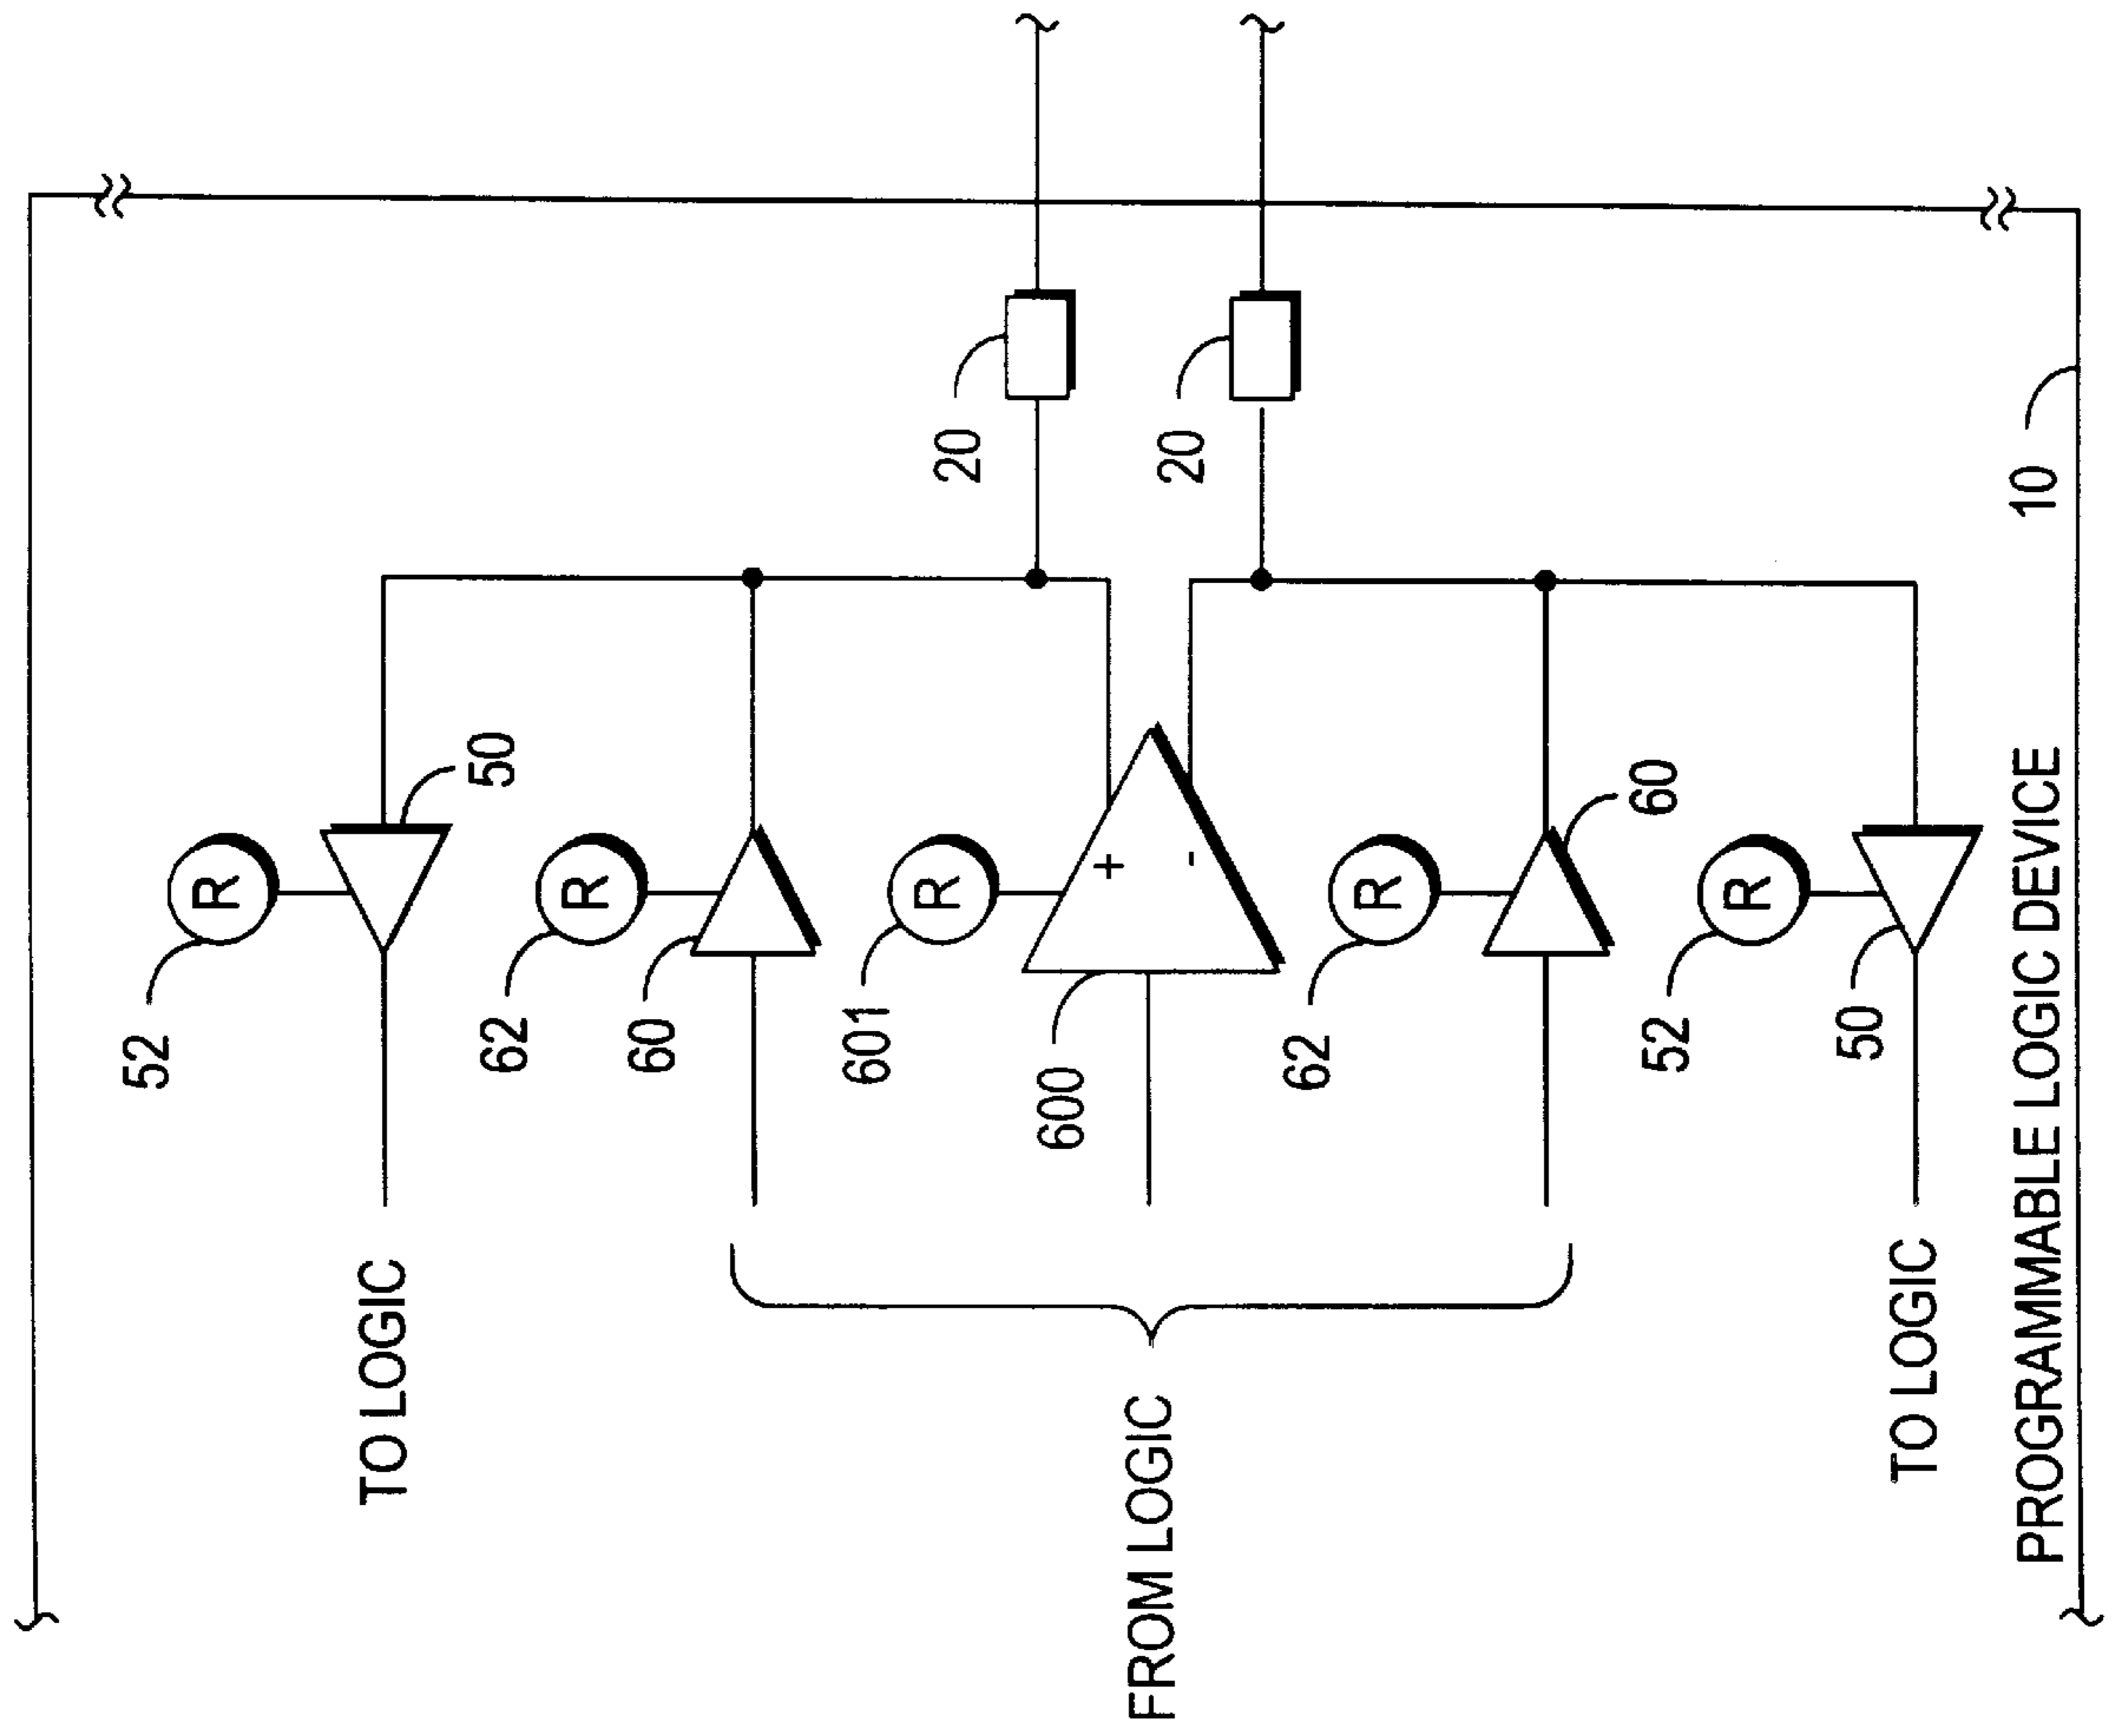 TO LOGIC
52
R
50
62
R
60
FROM LOGIC
601
R
600
+
-
20
20
62
R
60
52
R
50
TO LOGIC
PROGRAMMABLE LOGIC DEVICE
10